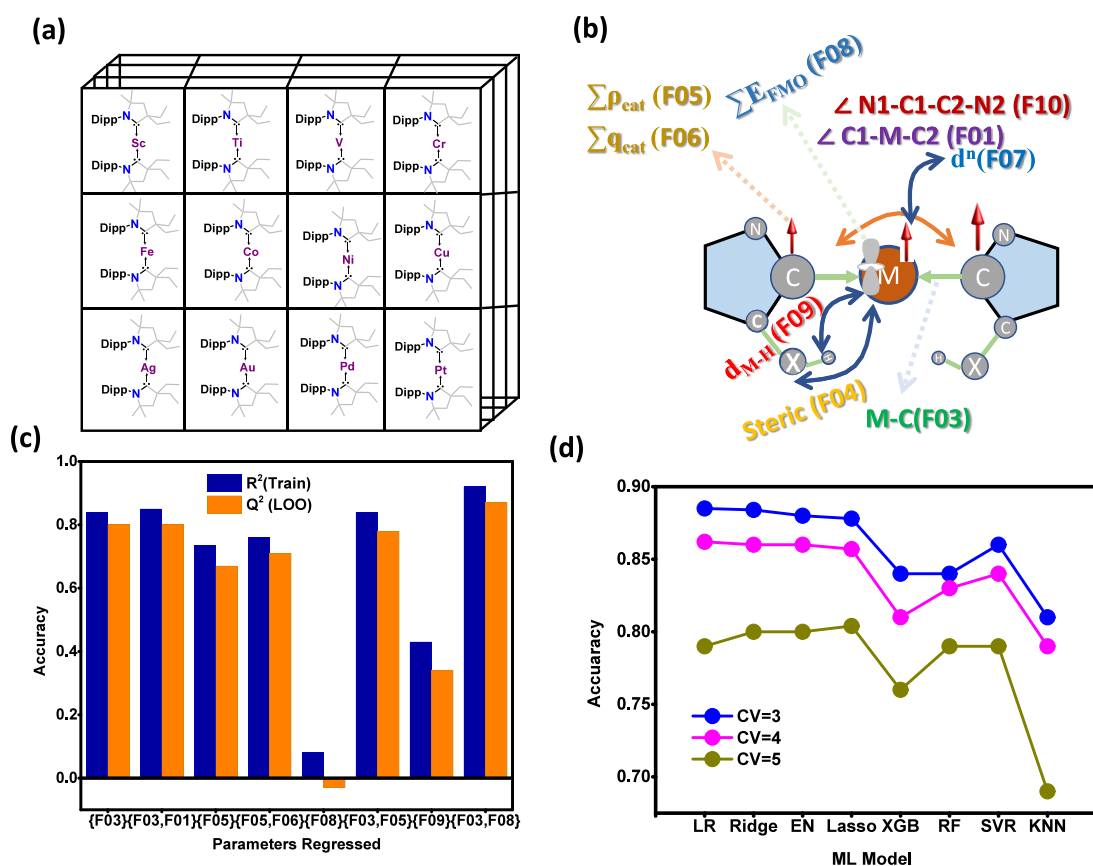 (a)
Dipp N Sc Dipp N
Dipp N Ti Dipp N
Dipp N V Dipp N
Dipp N Cr Dipp N
Dipp N Fe Dipp N
Dipp N Co Dipp N
Dipp N Ni Dipp N
Dipp N Cu Dipp N
Dipp N Ag Dipp N
Dipp N Au Dipp N
Dipp N Pd Dipp N
Dipp N Pt Dipp N
(b)
∑E_FMO (F08)
∑ρ_cat (F05)
∑q_cat (F06)
∠ N1-C1-C2-N2 (F10)
∠ C1-M-C2 (F01)
dⁿ(F07)
N
N
C
M
C
C
C
X
H
H
X
d_M-H (F09)
Steric (F04)
M-C(F03)
(c)
R²(Train)
Q² (LOO)
Accuracy
1.0
0.8
0.6
0.4
0.2
0.0
{F03}{F03,F01} {F05}{F05,F06}{F08}{F03,F05}{F09}{F03,F08}
Parameters Regressed
(d)
Accuaracy
0.90
0.85
0.80
0.75
0.70
CV=3
CV=4
CV=5
LR Ridge EN Lasso XGB RF SVR KNN
ML Model